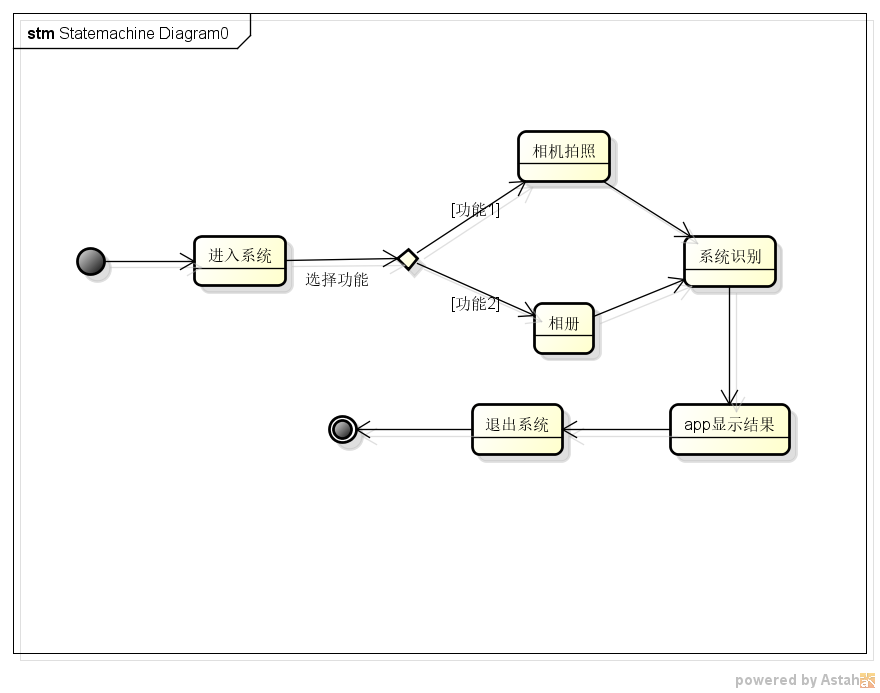 stm Statemachine Diagram0
相机拍照
[功能1]
进入系统
系统识别
选择功能
[功能2]
相册
退出系统
app显示结果
powered by Astah